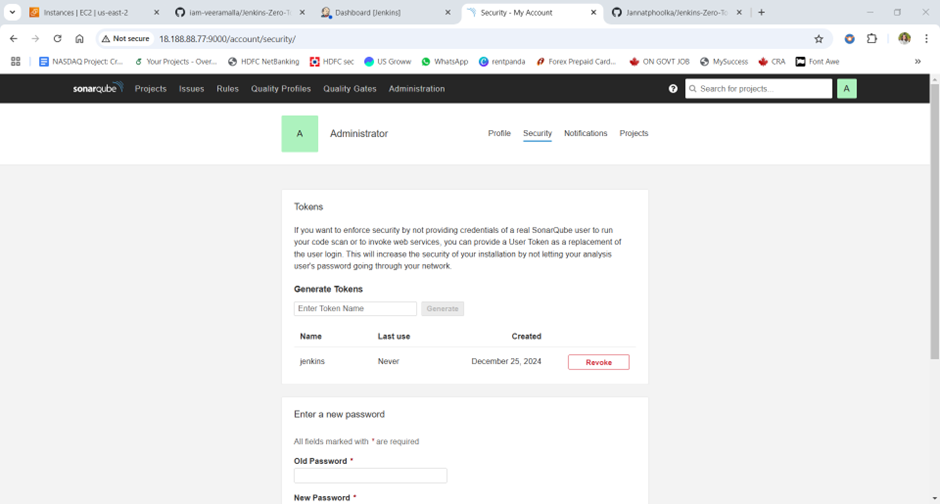 Instances | EC2 | us-east-2
iam-veeramalla/Jenkins-Zero-To
Dashboard [Jenkins]
Security - My Account
Jannatphoolka/Jenkins-Zero-To
Not secure
18.188.88.77:9000/account/security/
NASDAQ Project: Cr...
Your Projects - Over...
HDFC NetBanking
HDFC sec
US Groww
WhatsApp
rentpanda
Forex Prepaid Card...
ON GOVT JOB
MySuccess
CRA
Font Awe
sonarqube
Projects
Issues
Rules
Quality Profiles
Quality Gates
Administration
Search for projects...
A
A
Administrator
Profile
Security
Notifications
Projects
Tokens
If you want to enforce security by not providing credentials of a real SonarQube user to run
your code scan or to invoke web services, you can provide a User Token as a replacement of
the user login. This will increase the security of your installation by not letting your analysis
user's password going through your network.
Generate Tokens
Enter Token Name
Generate
Name Last use Created
jenkins Never December 25, 2024 Revoke
Enter a new password
All fields marked with * are required
Old Password *
New Password *